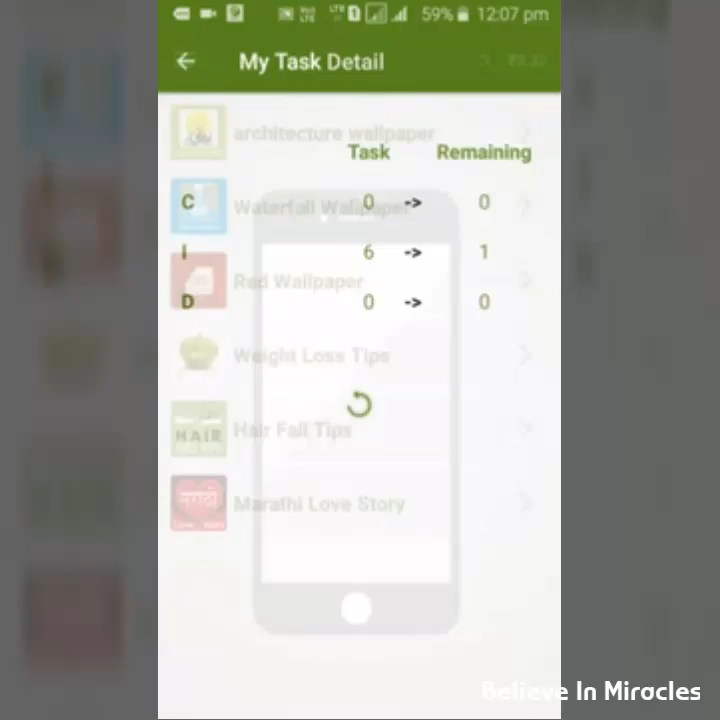 59% 12:07 pm
My Task Detail
architecture wallpaper
Task Remaining
C 0 -> 0
Waterfall Wallpaper
I 6 -> 1
Red Wallpaper
D 0 -> 0
Weight Loss Tips
HAIR
Hair Fall Tips
Marathi Love Story
Believe In Miracles